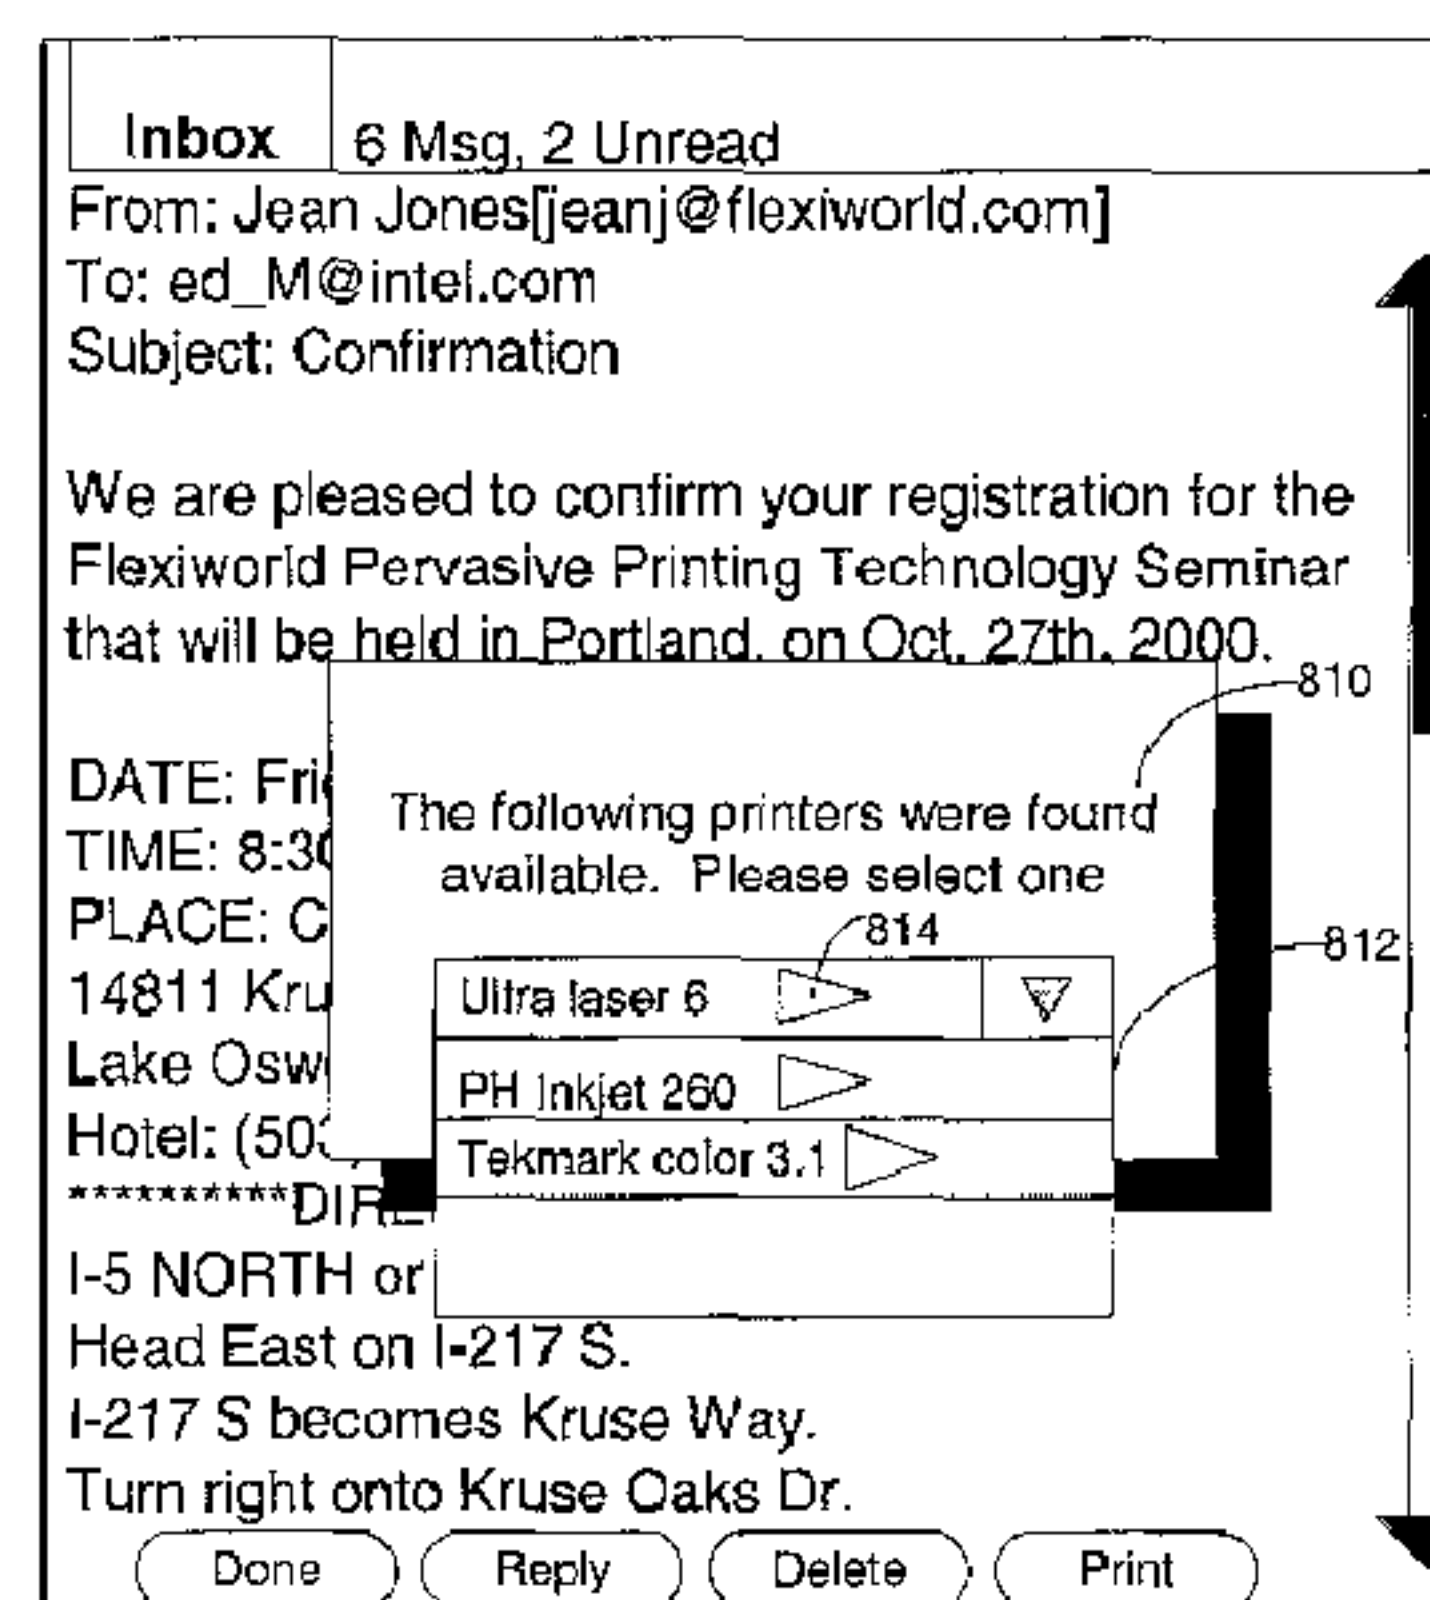 Inbox 6 Msg, 2 Unread
From: Jean Jones[jeanj@flexiworld.com]
To: ed_M@intel.com
Subject: Confirmation
We are pleased to confirm your registration for the
Flexiworld Pervasive Printing Technology Seminar
that will be held in Portland, on Oct. 27th, 2000.
810
DATE: Fri
The following printers were found
TIME: 8:30
available. Please select one
PLACE: C
814
812
14811 Kru
Ultra laser 6
Lake Osw
PH Inkjet 260
Hotel: (503
Tekmark color 3.1
**********DIRE
I-5 NORTH or
Head East on I-217 S.
I-217 S becomes Kruse Way.
Turn right onto Kruse Oaks Dr.
Done Reply Delete Print